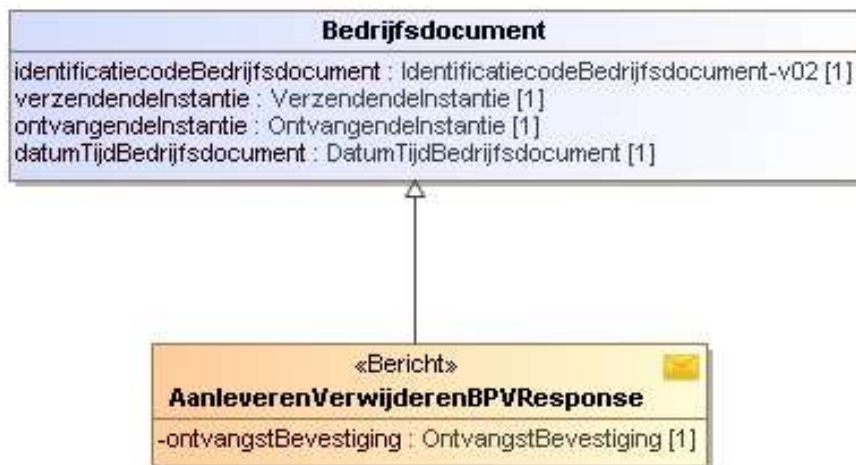 Bedrijfsdocument
identificatiecodeBedrijfsdocument : IdentificatiecodeBedrijfsdocument-v02 [1]
verzendendeInstantie : VerzendendeInstantie [1]
ontvangendeInstantie : OntvangendeInstantie [1]
datumTijdBedrijfsdocument : DatumTijdBedrijfsdocument [1]
«Bericht»
AanleverenVerwijderenBPVResponse
-ontvangstBevestiging : OntvangstBevestiging [1]